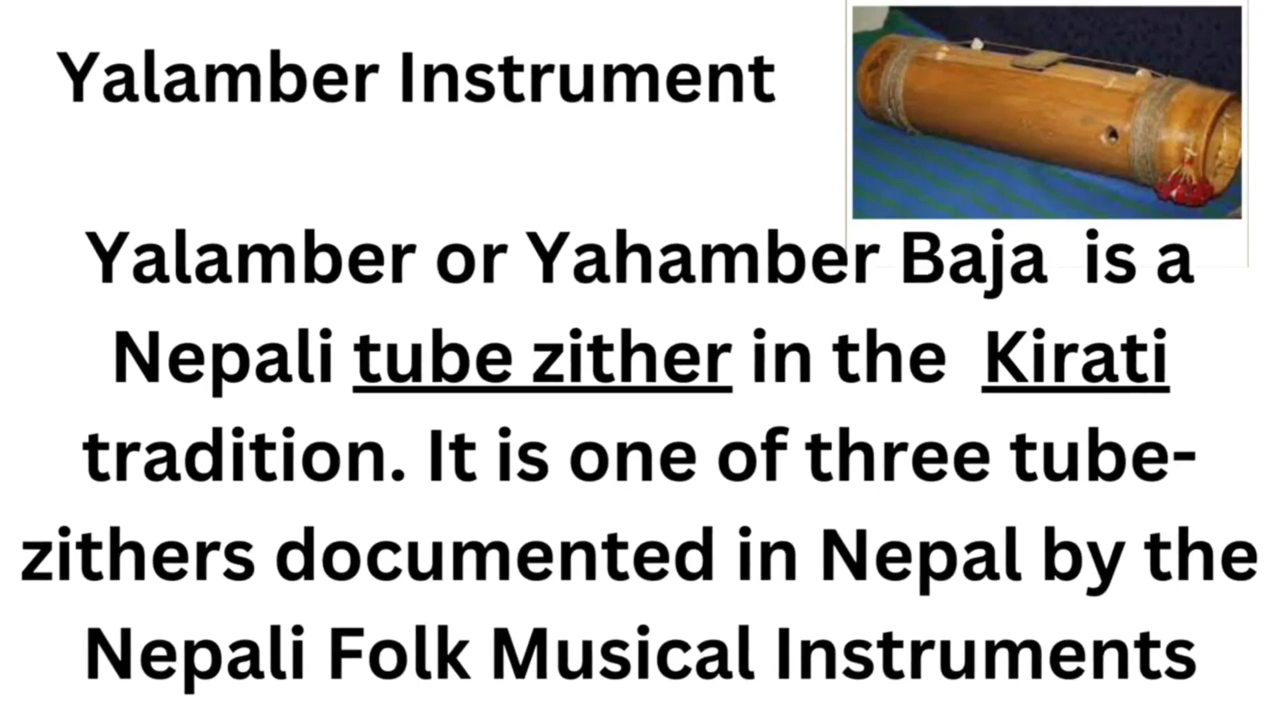 Yalamber Instrument
Yalamber or Yahamber Baja is a
Nepali tube zither in the Kirati
tradition. It is one of three tube-
zithers documented in Nepal by the
Nepali Folk Musical Instruments